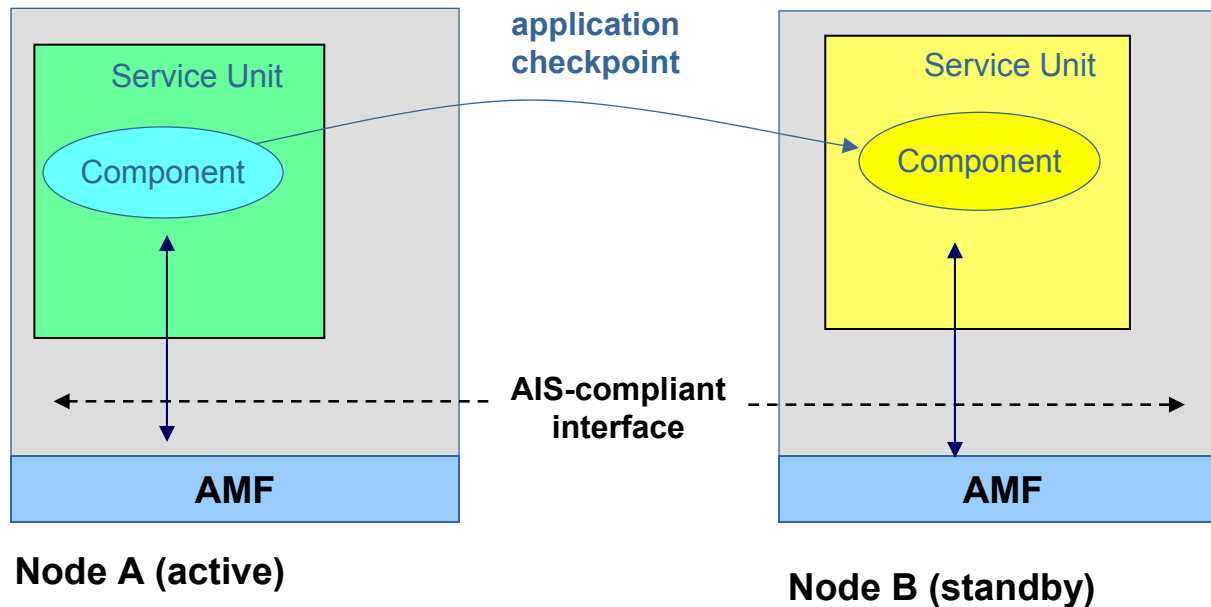 application
checkpoint
Service Unit
Component
Service Unit
Component
AIS-compliant
interface
AMF
AMF
Node A (active)
Node B (standby)